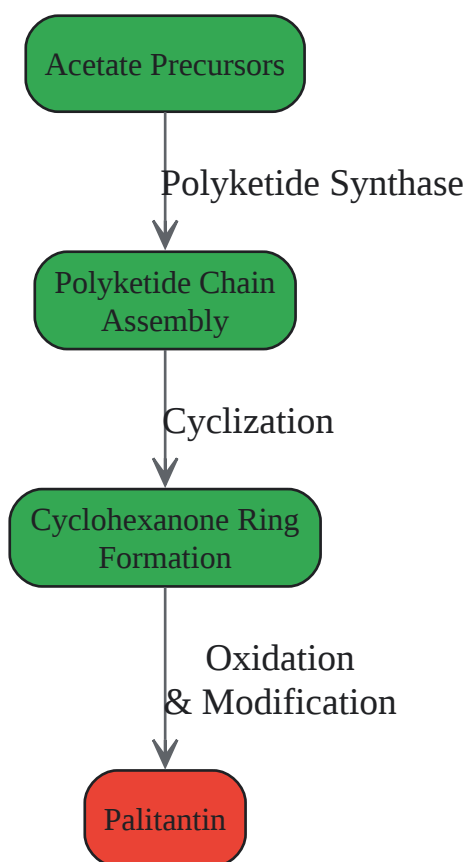 Acetate Precursors
Polyketide Synthase
Polyketide Chain
Assembly
Cyclization
Cyclohexanone Ring
Formation
Oxidation
& Modification
Palitantin